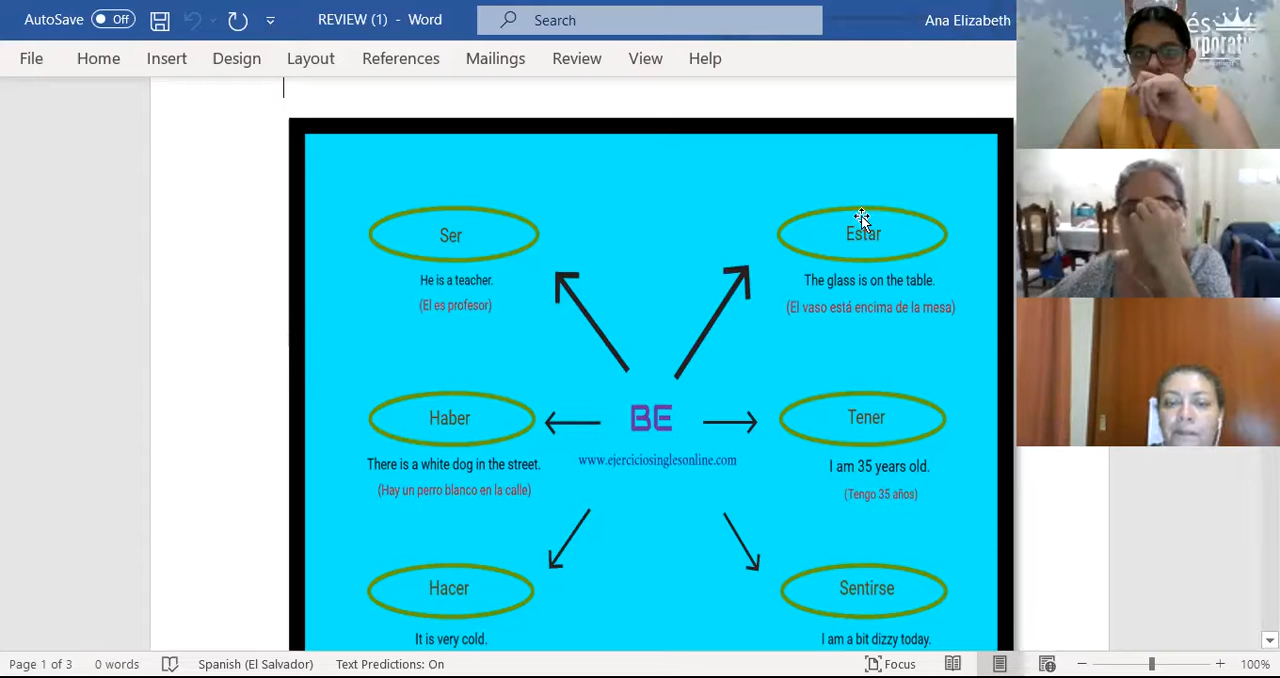 AutoSave Off REVIEW (1) - Word Search Ana Elizabeth
File Home Insert Design Layout References Mailings Review View Help
Ser
He is a teacher.
(El es profesor)
Estar
The glass is on the table.
(El vaso está encima de la mesa)
Haber
There is a white dog in the street.
(Hay un perro blanco en la calle)
BE
www.ejerciciosinglesonline.com
Tener
I am 35 years old.
(Tengo 35 años)
Hacer
It is very cold.
Sentirse
I am a bit dizzy today.
Page 1 of 3 0 words Spanish (El Salvador) Text Predictions: On Focus 100%